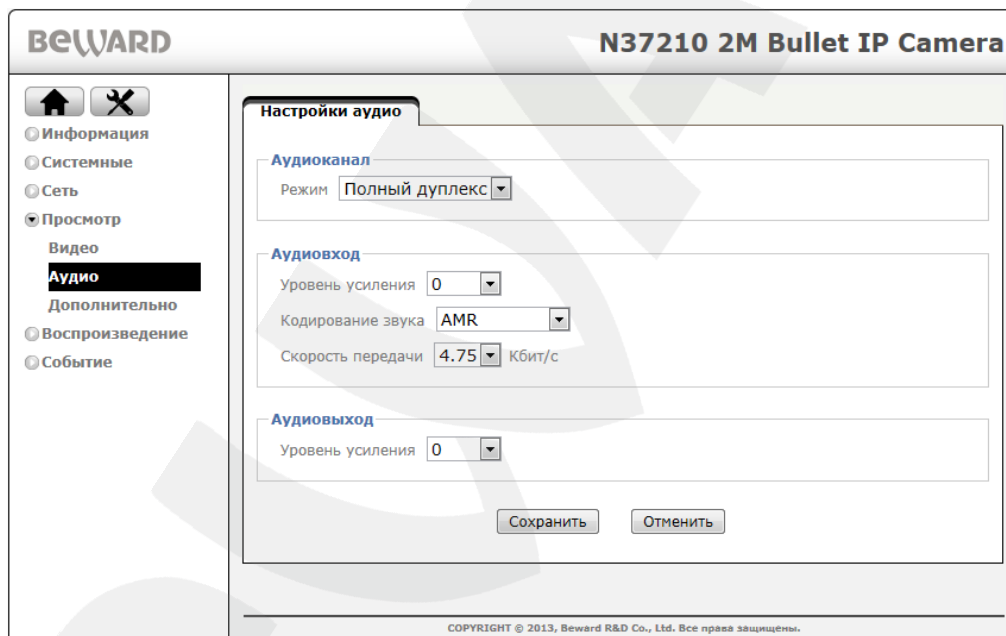 BEWARD
N37210 2M Bullet IP Camera
Информация
Системные
Сеть
Просмотр
Видео
Аудио
Дополнительно
Воспроизведение
Событие
Настройки аудио
Аудиоканал
Режим Полный дуплекс
Аудиовход
Уровень усиления 0
Кодирование звука AMR
Скорость передачи 4.75 Кбит/с
Аудиовыход
Уровень усиления 0
Сохранить Отменить
COPYRIGHT © 2013, Beward R&D Co., Ltd. Все права защищены.